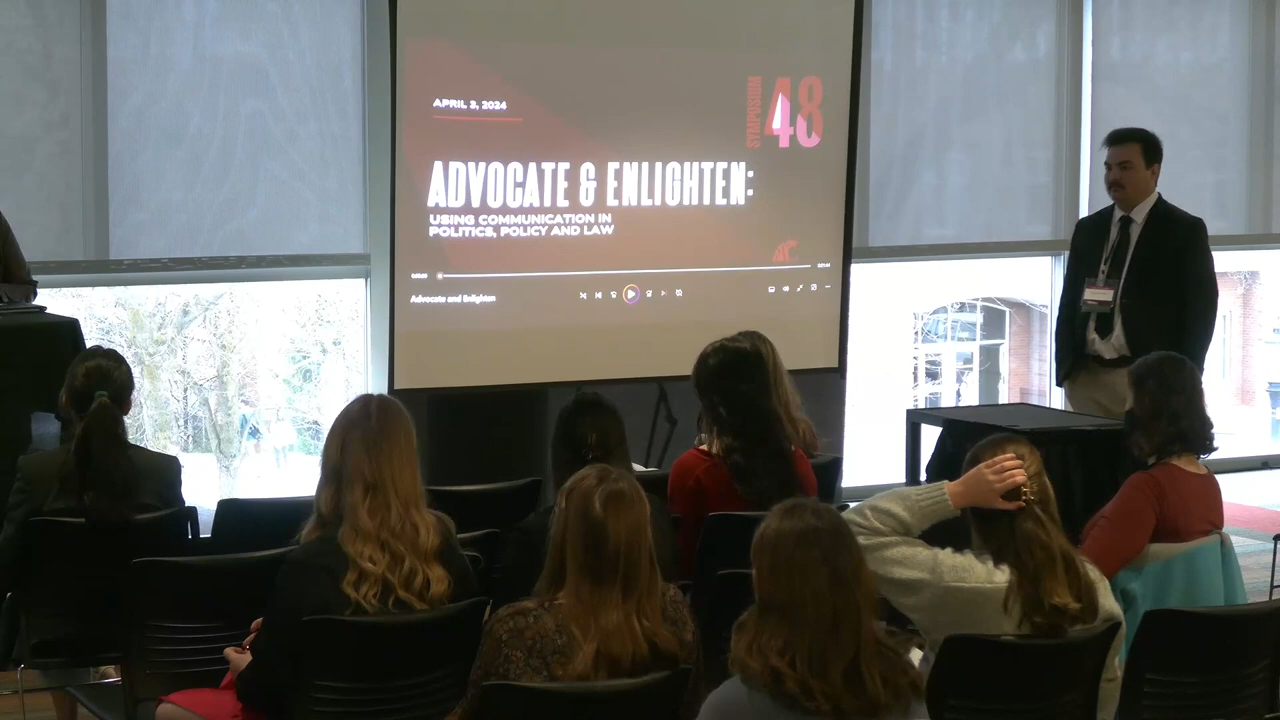 APRIL 3, 2024
SYMPOSIUM
48
ADVOCATE & ENLIGHTEN:
USING COMMUNICATION IN
POLITICS, POLICY AND LAW
Advocate and Enlighten